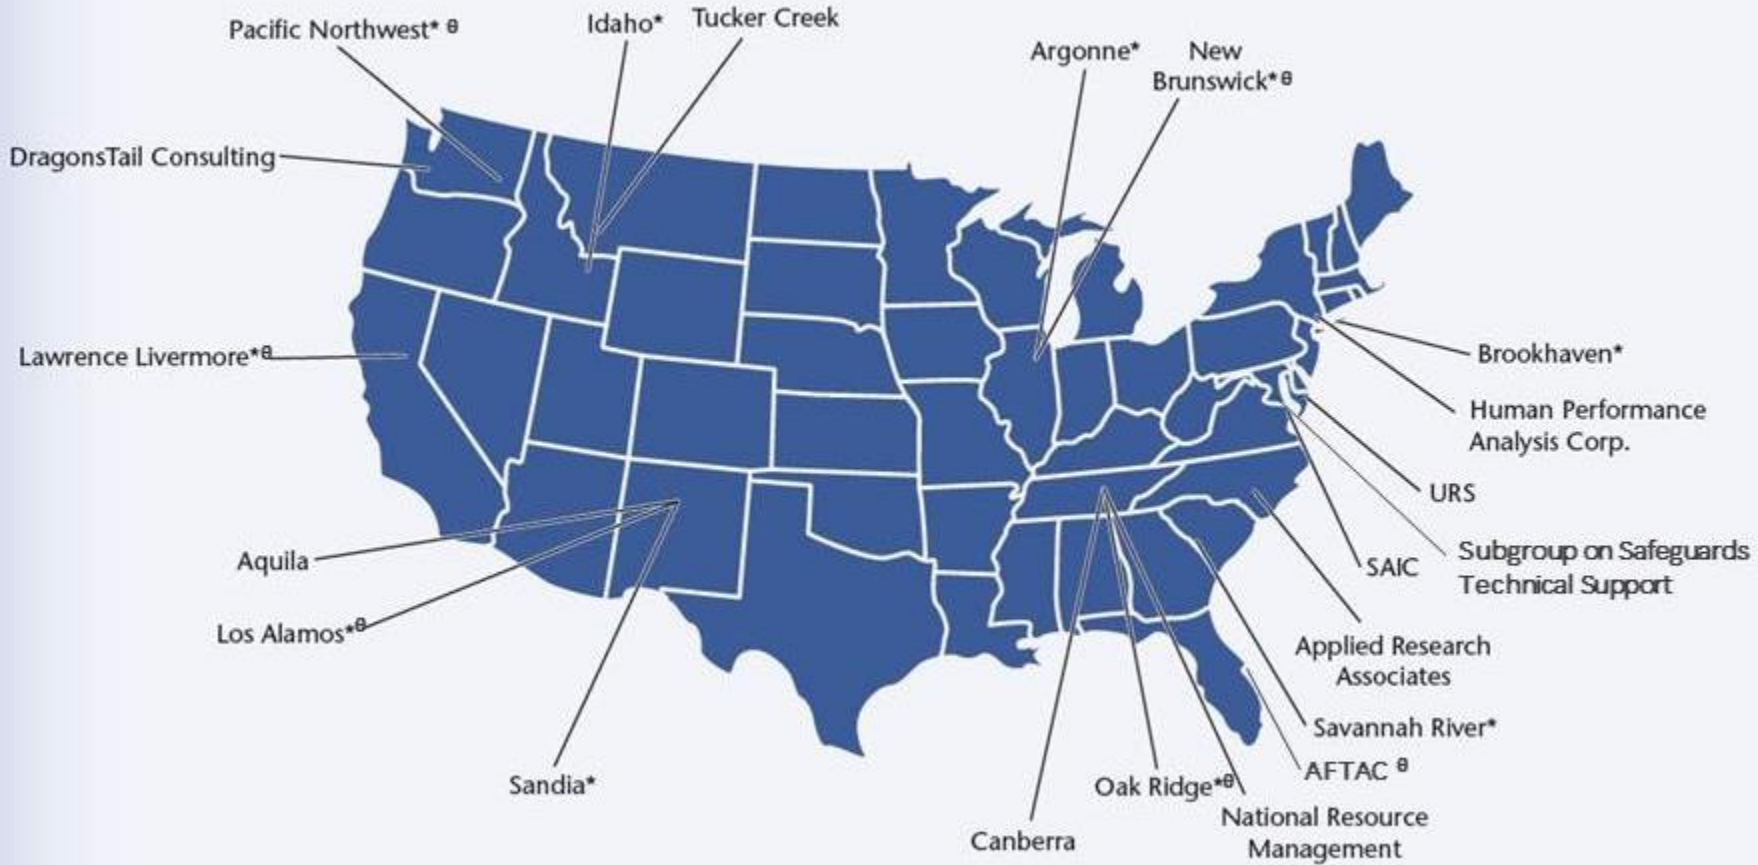 Pacific Northwest* θ
Idaho*
Tucker Creek
Argonne*
New
Brunswick*θ
DragonsTail Consulting
Lawrence Livermore*θ
Brookhaven*
Human Performance
Analysis Corp.
URS
Subgroup on Safeguards
Technical Support
SAIC
Aquila
Los Alamos*θ
Applied Research
Associates
Savannah River*
AFTAC θ
Sandia*
Oak Ridge*θ
National Resource
Management
Canberra